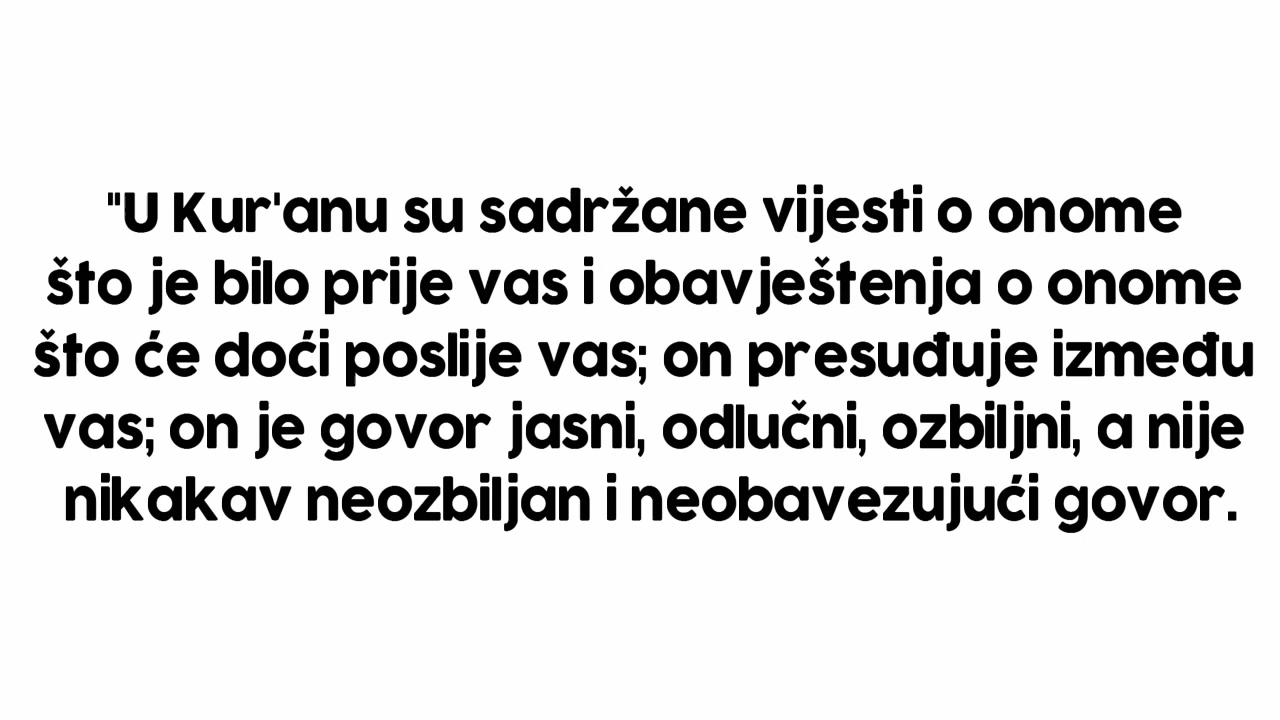 "U Kur'anu su sadržane vijesti o onome
što je bilo prije vas i obavještenja o onome
što će doći poslije vas; on presuđuje između
vas; on je govor jasni, odlučni, ozbiljni, a nije
nikakav neozbiljan i neobavezujući govor.